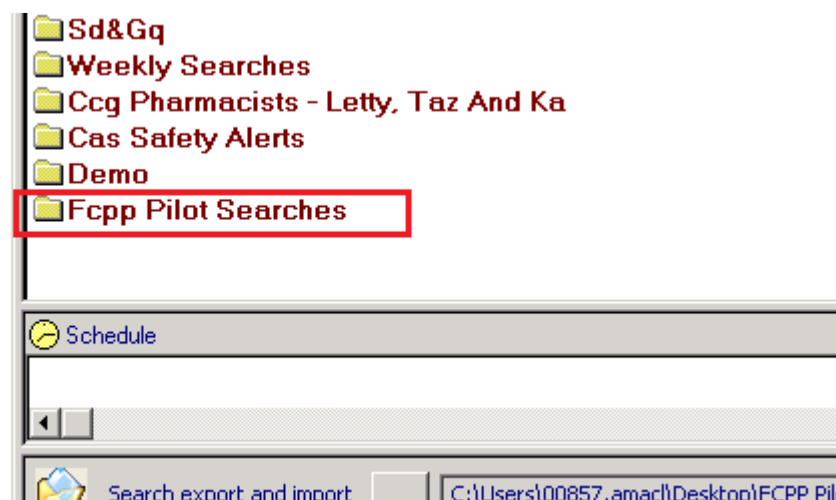 Sd&Gq
Weekly Searches
Ccg Pharmacists - Letty, Taz And Ka
Cas Safety Alerts
Demo
Fcpp Pilot Searches
Schedule
Search export and import C:\Users\00857.amacl\Desktop\FCPP Pil